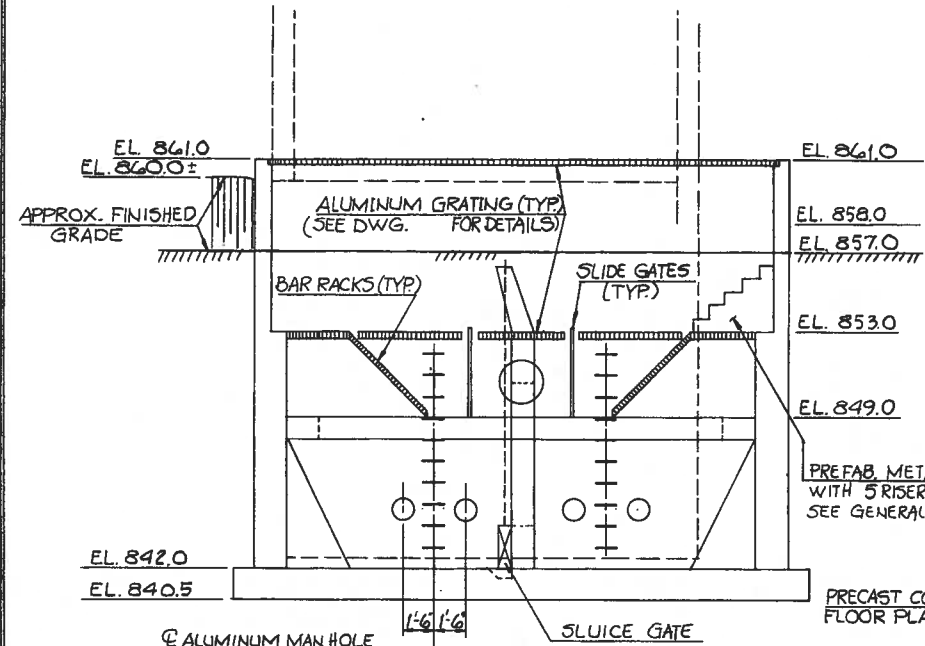 EL. 861.0
EL. 860.0±
APPROX. FINISHED
GRADE
ALUMINUM GRATING (TYP.)
(SEE DWG. FOR DETAILS)
BAR RACKS (TYP.)
SLIDE GATES
(TYP.)
EL. 861.0
EL. 858.0
EL. 857.0
EL. 853.0
EL. 849.0
PREFAB. MET
WITH 5 RISER
SEE GENERAL
EL. 842.0
EL. 840.5
1'-6" 1'-6"
℄ ALUMINUM MANHOLE
SLUICE GATE
PRECAST CO
FLOOR PLA